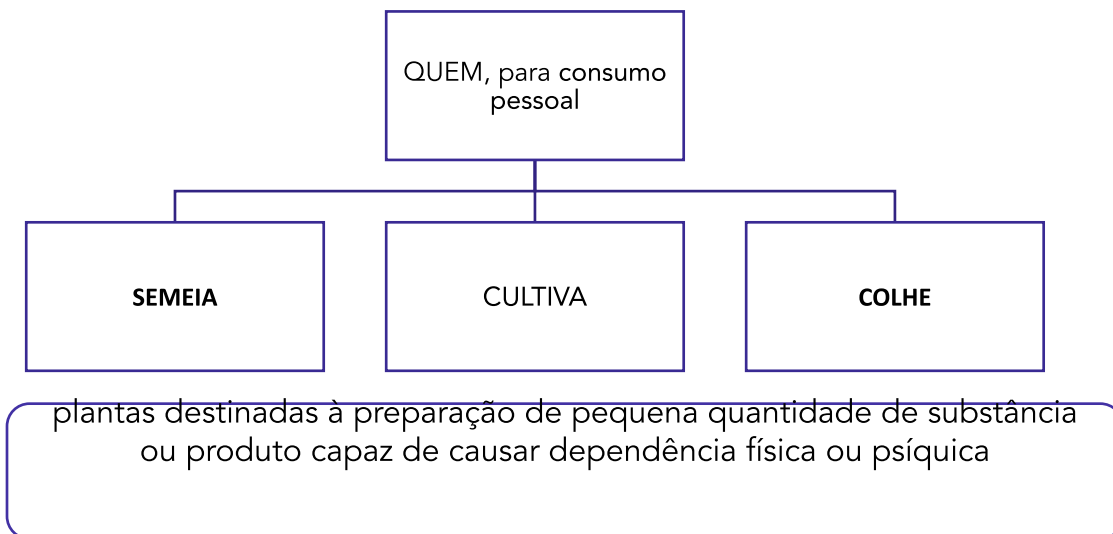 QUEM, para consumo
pessoal
SEMEIA
CULTIVA
COLHE
plantas destinadas à preparação de pequena quantidade de substância
ou produto capaz de causar dependência física ou psíquica